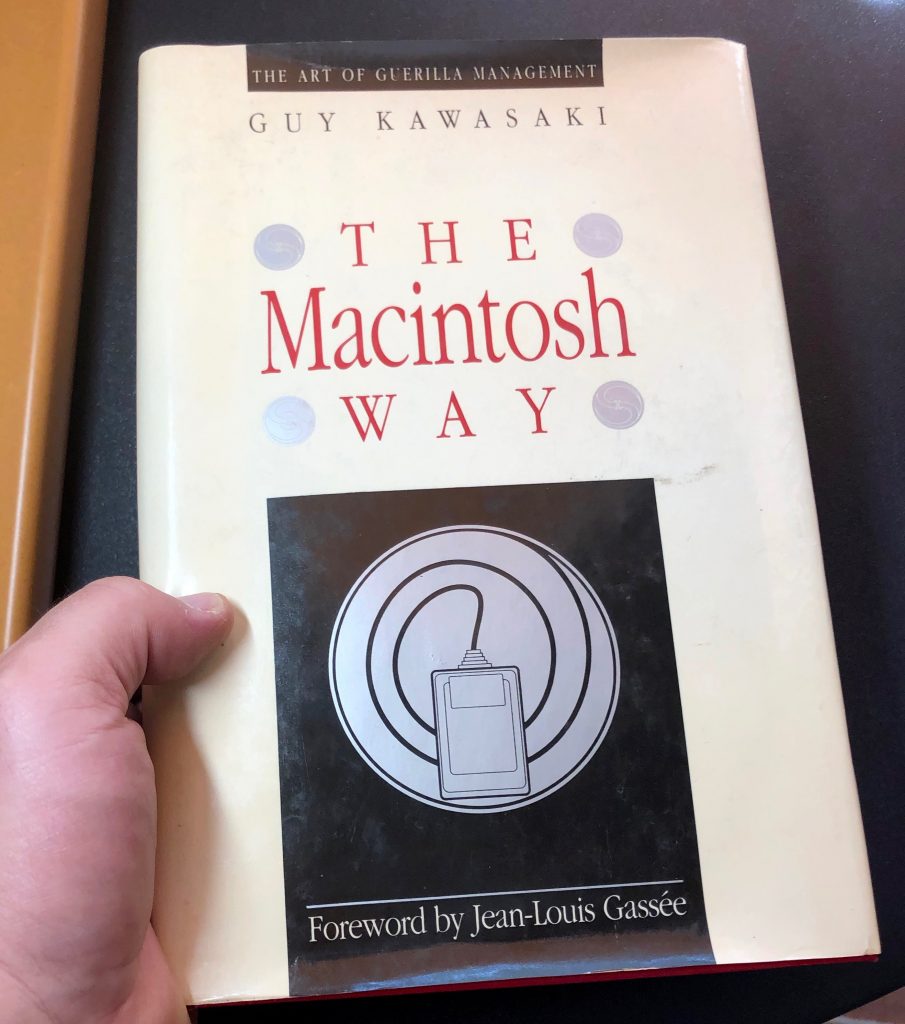 THE ART OF GUERILLA MANAGEMENT
GUY KAWASAKI
THE
Macintosh
WAY
Foreword by Jean-Louis Gassée